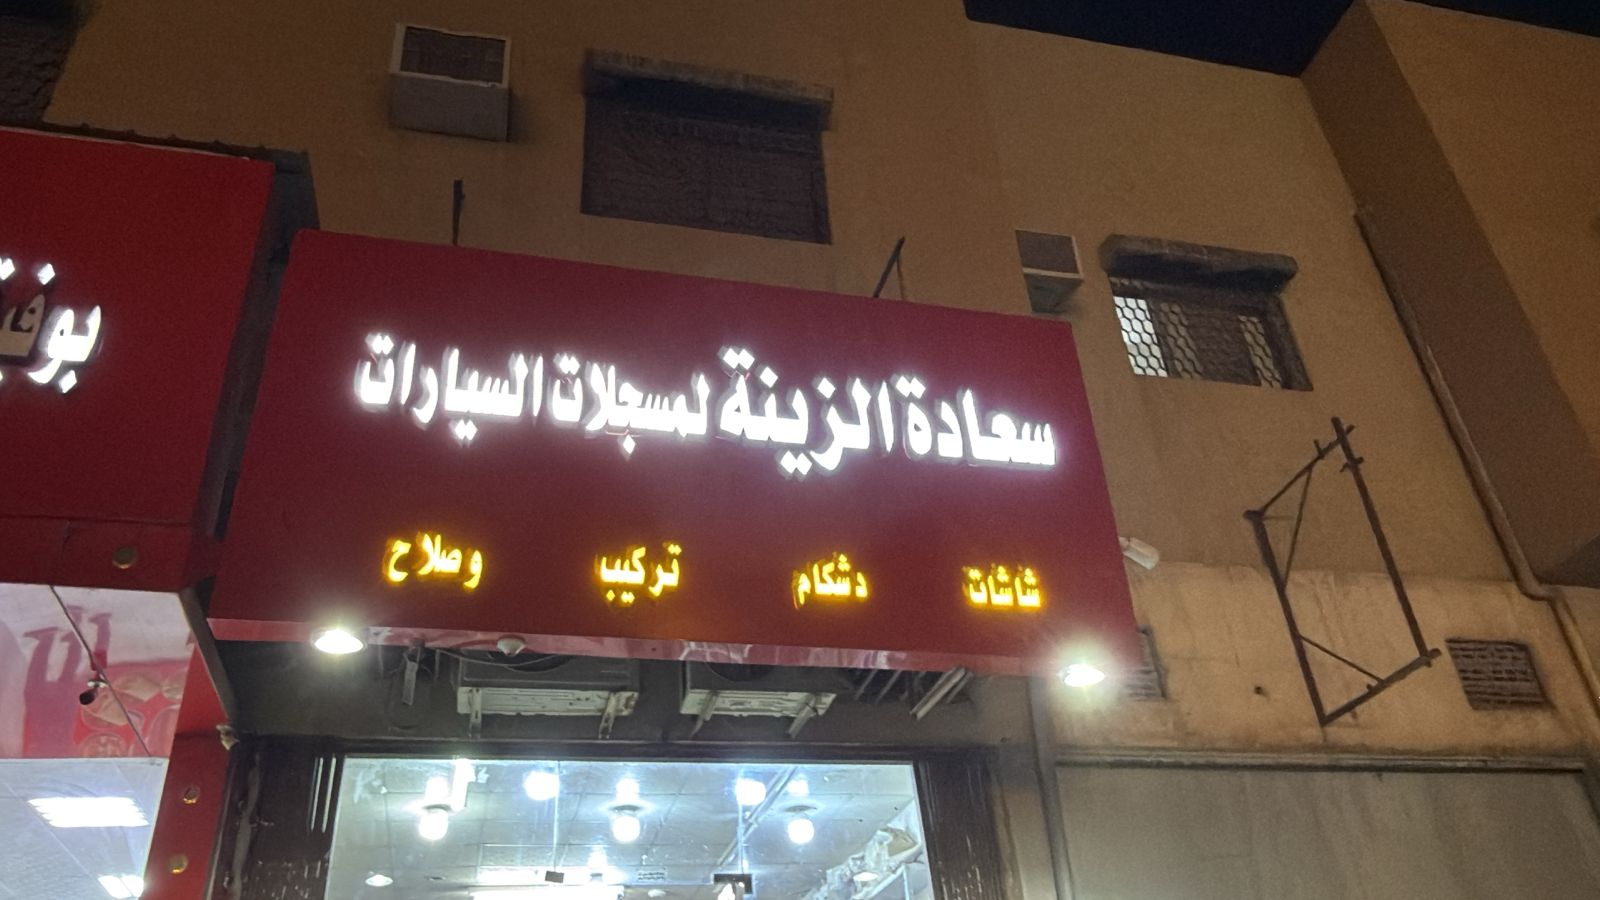 سعادة الزينة لمسجلات السيارات
شاشات دشكام تركيب وصلاح